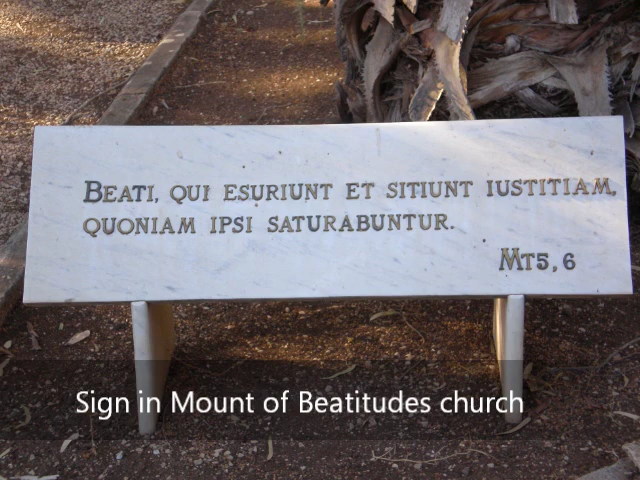 BEATI, QUI ESURIUNT ET SITIUNT IUSTITIAM,
QUONIAM IPSI SATURABUNTUR.
MT5,6
Sign in Mount of Beatitudes church